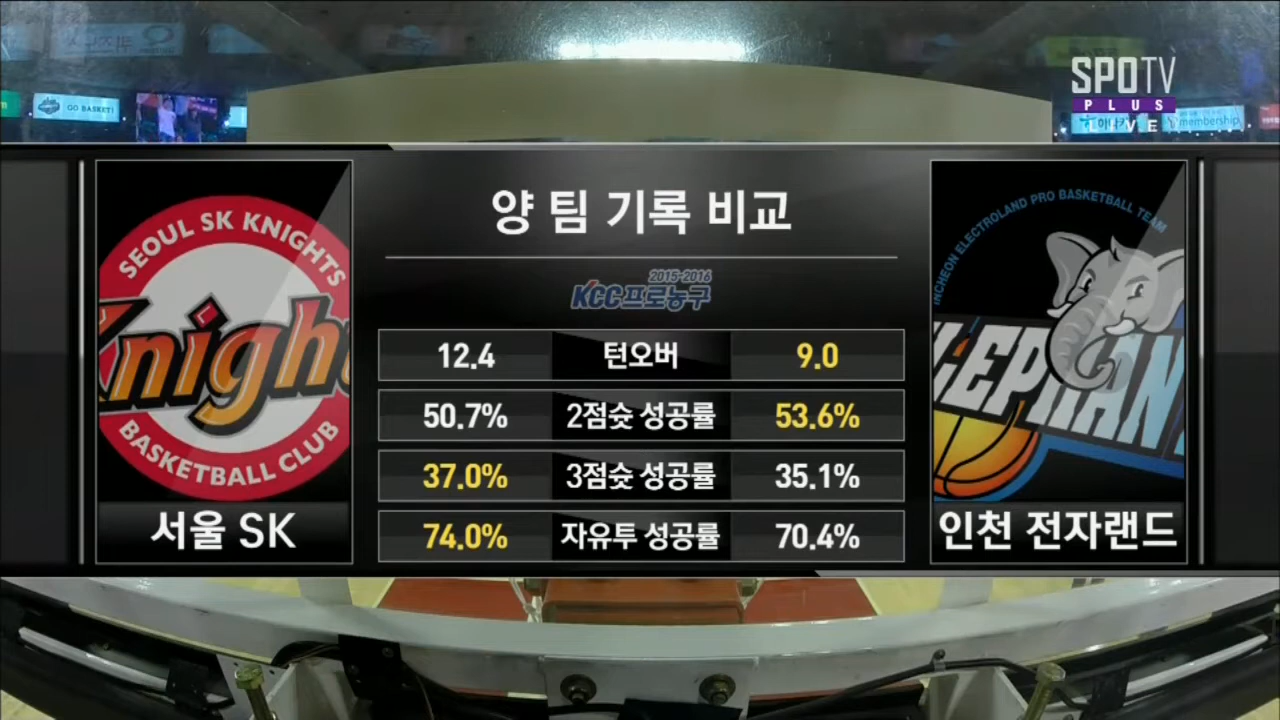 GO BASKET!
SPOTV
PLUS
LIVE
membership
양 팀 기록 비교
2015-2016
KCC프로농구
SEOUL SK KNIGHTS
Knight
BASKETBALL CLUB
서울 SK
12.4 턴오버 9.0
50.7% 2점슛 성공률 53.6%
37.0% 3점슛 성공률 35.1%
74.0% 자유투 성공률 70.4%
INCHEON ELECTROLAND PRO BASKETBALL TEAM
LEPHAN
인천 전자랜드